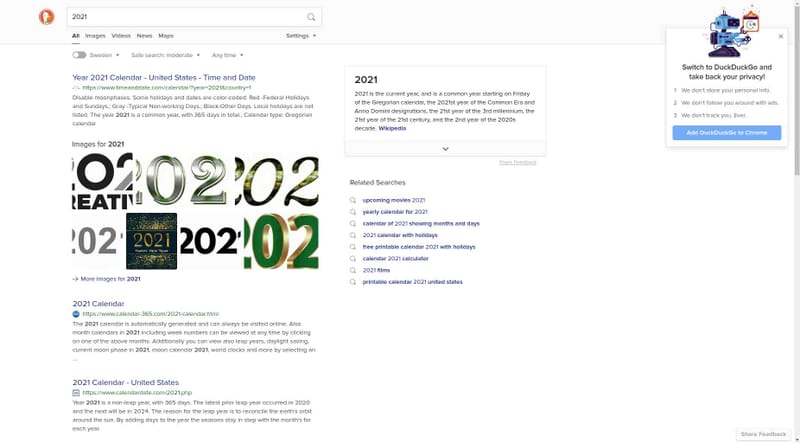 2021
All Images Videos News Maps Settings
Sweden Safe search: moderate Any time
Year 2021 Calendar - United States - Time and Date
https://www.timeanddate.com/calendar/?year=2021&country=1
Disable moonphases. Some holidays and dates are color-coded: Red -Federal Holidays
and Sundays.; Gray -Typical Non-working Days.; Black-Other Days. Local holidays are not
listed. The year 2021 is a common year, with 365 days in total.; Calendar type: Gregorian
calendar
Images for 2021
202
REATIV
202
202
202
2021
HAPPY NEW YEAR
202
202
More Images for 2021
2021 Calendar
https://www.calendar-365.com/2021-calendar.html
The 2021 calendar is automatically generated and can always be visited online. Also
month calendars in 2021 including week numbers can be viewed at any time by clicking
on one of the above months. Additionally you can view also leap years, daylight saving,
current moon phase in 2021, moon calendar 2021, world clocks and more by selecting an
...
2021 Calendar - United States
https://www.calendardate.com/2021.php
Year 2021 is a non-leap year, with 365 days. The latest prior leap year occurred in 2020
and the next will be in 2024. The reason for the leap year is to reconcile the earth's orbit
around the sun. By adding days to the year the seasons stay in step with the month's for
each year.
2021
2021 is the current year, and is a common year starting on Friday
of the Gregorian calendar, the 2021st year of the Common Era and
Anno Domini designations, the 21st year of the 3rd millennium, the
21st year of the 21st century, and the 2nd year of the 2020s
decade. Wikipedia
Share Feedback
Related Searches
upcoming movies 2021
yearly calendar for 2021
calendar of 2021 showing months and days
2021 calendar with holidays
free printable calendar 2021 with holidays
calendar 2021 calculator
2021 films
printable calendar 2021 united states
Switch to DuckDuckGo and
take back your privacy!
1 We don't store your personal info.
2 We don't follow you around with ads.
3 We don't track you. Ever.
Add DuckDuckGo to Chrome
Share Feedback